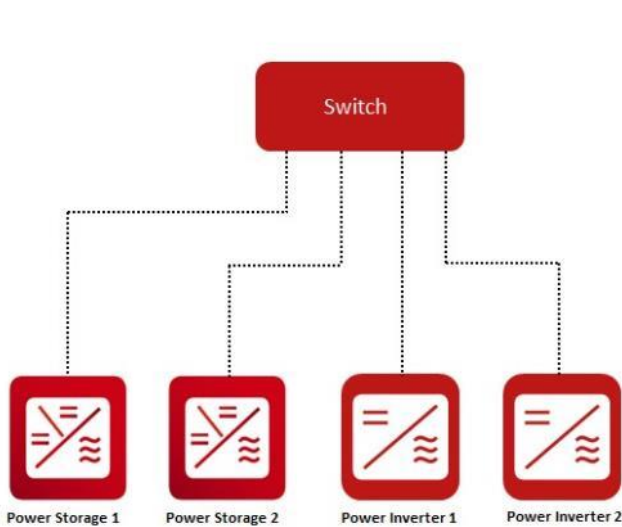 Switch
Power Storage 1
Power Storage 2
Power Inverter 1
Power Inverter 2